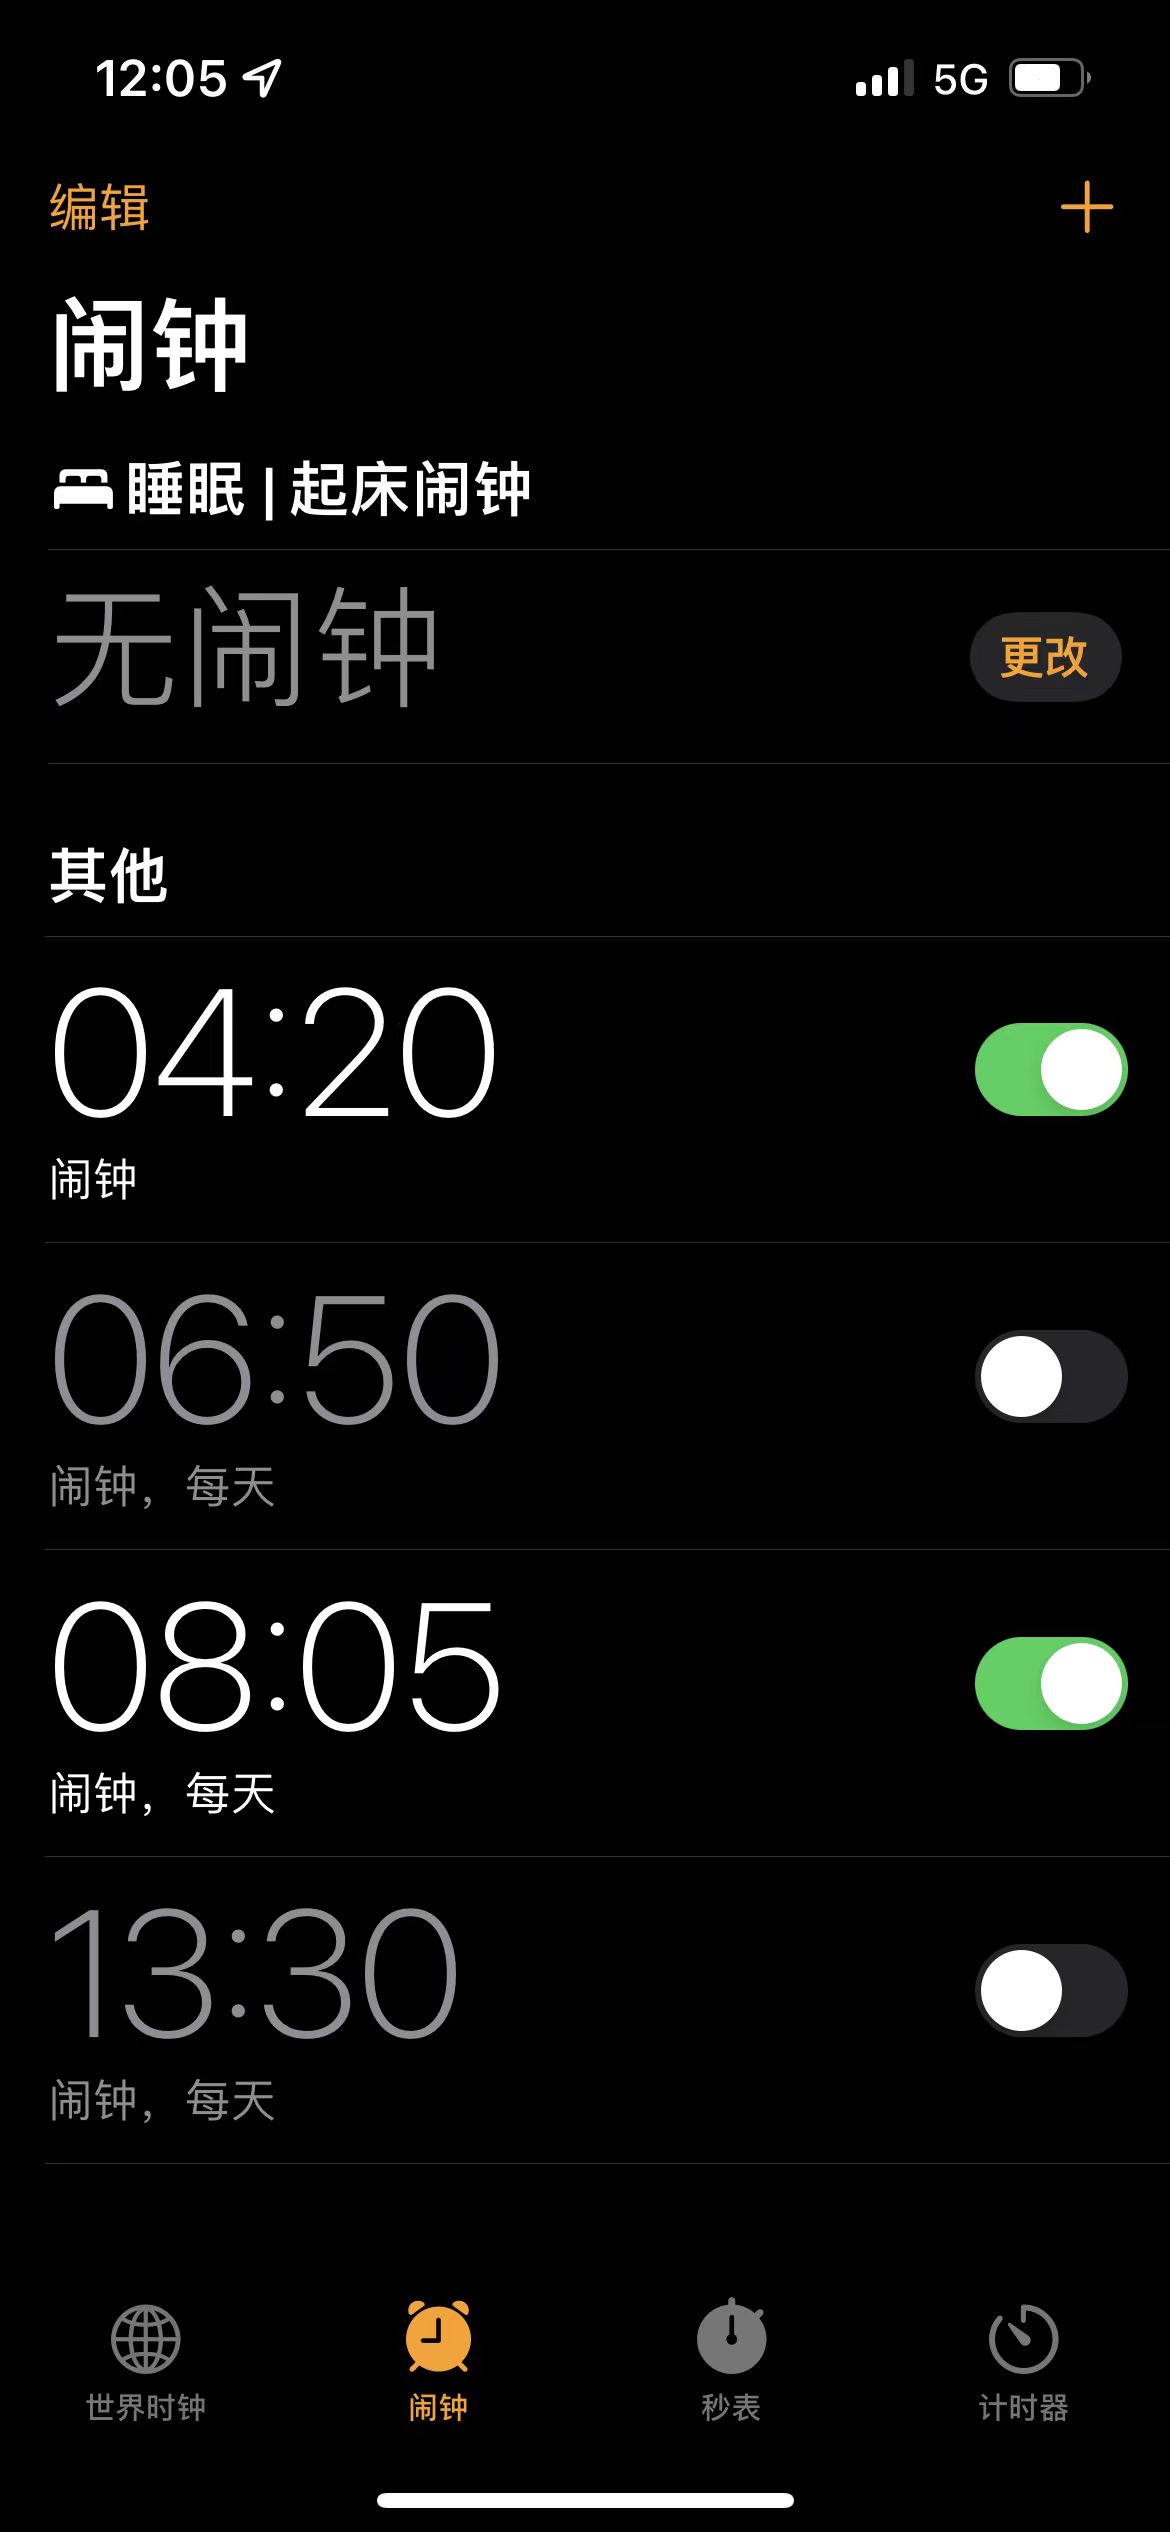 12:05 5G
编辑
闹钟
睡眠 | 起床闹钟
无闹钟 更改
其他
04:20
闹钟
06:50
闹钟，每天
08:05
闹钟，每天
13:30
闹钟，每天
世界时钟 闹钟 秒表 计时器